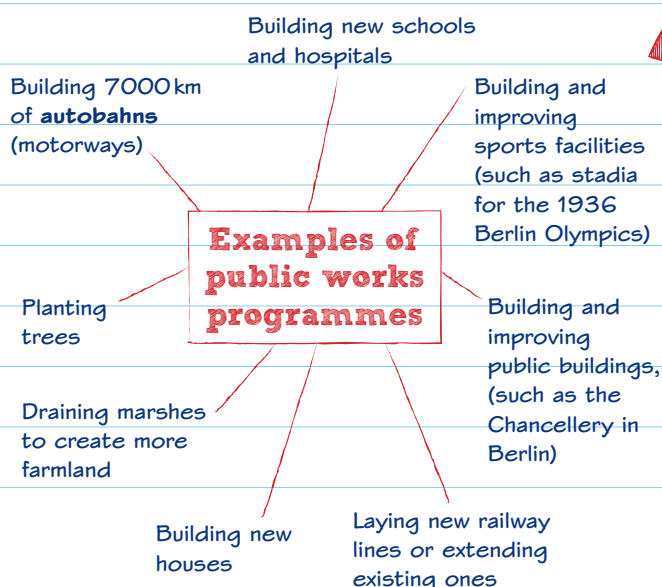 Building new schools
and hospitals
Building 7000 km
of autobahns
(motorways)
Building and
improving
sports facilities
(such as stadia
for the 1936
Berlin Olympics)
Examples of
public works
programmes
Planting
trees
Building and
improving
public buildings,
(such as the
Chancellery in
Berlin)
Draining marshes
to create more
farmland
Building new
houses
Laying new railway
lines or extending
existing ones